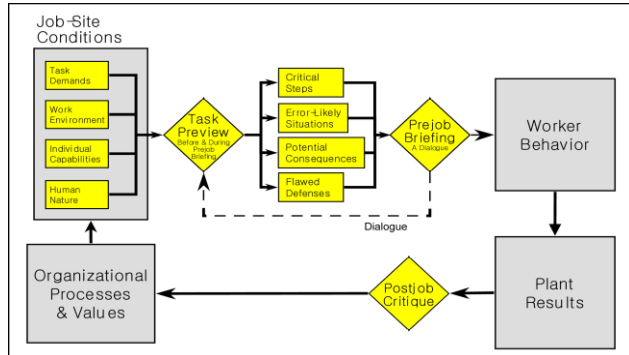 Job-Site
Conditions
Task
Demands
Work
Environment
Individual
Capabilities
Human
Nature
Task
Preview
Before & During
Prejob
Briefing
Critical
Steps
Error-Likely
Situations
Potential
Consequences
Flawed
Defenses
Prejob
Briefing
A Dialogue
Worker
Behavior
Dialogue
Organizational
Processes
& Values
Postjob
Critique
Plant
Results